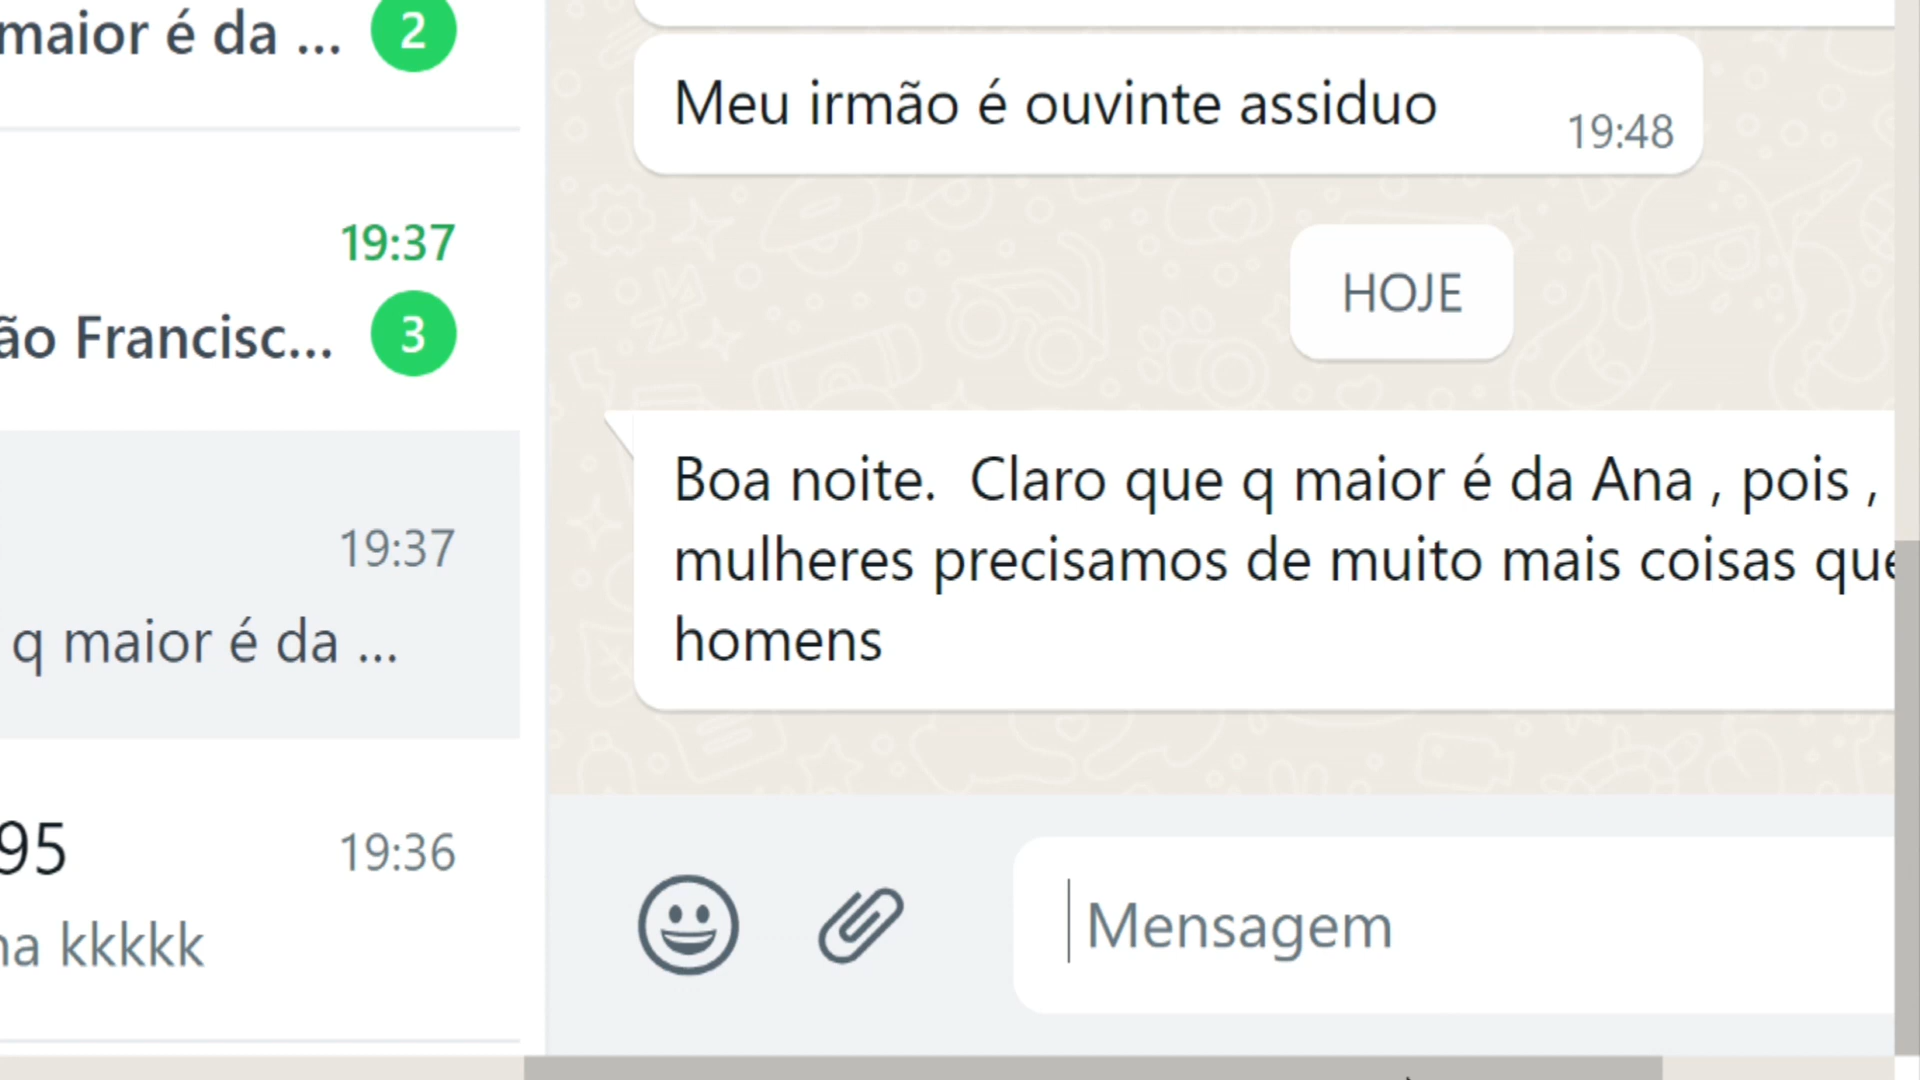 maior é da ... 2
19:37
ão Francisc... 3
19:37
q maior é da ...
95 19:36
na kkkkk
Meu irmão é ouvinte assiduo
19:48
HOJE
Boa noite.  Claro que q maior é da Ana , pois ,
mulheres precisamos de muito mais coisas que
homens
Mensagem